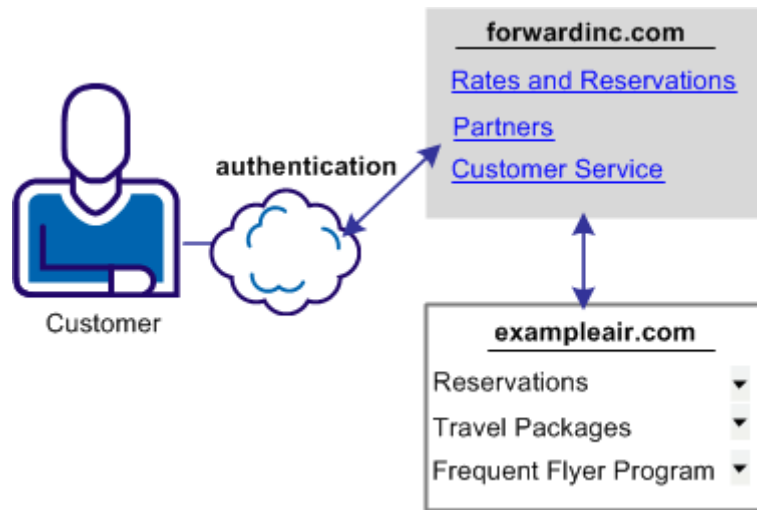 forwardinc.com
Rates and Reservations
Partners
Customer Service
authentication
Customer
exampleair.com
Reservations
Travel Packages
Frequent Flyer Program